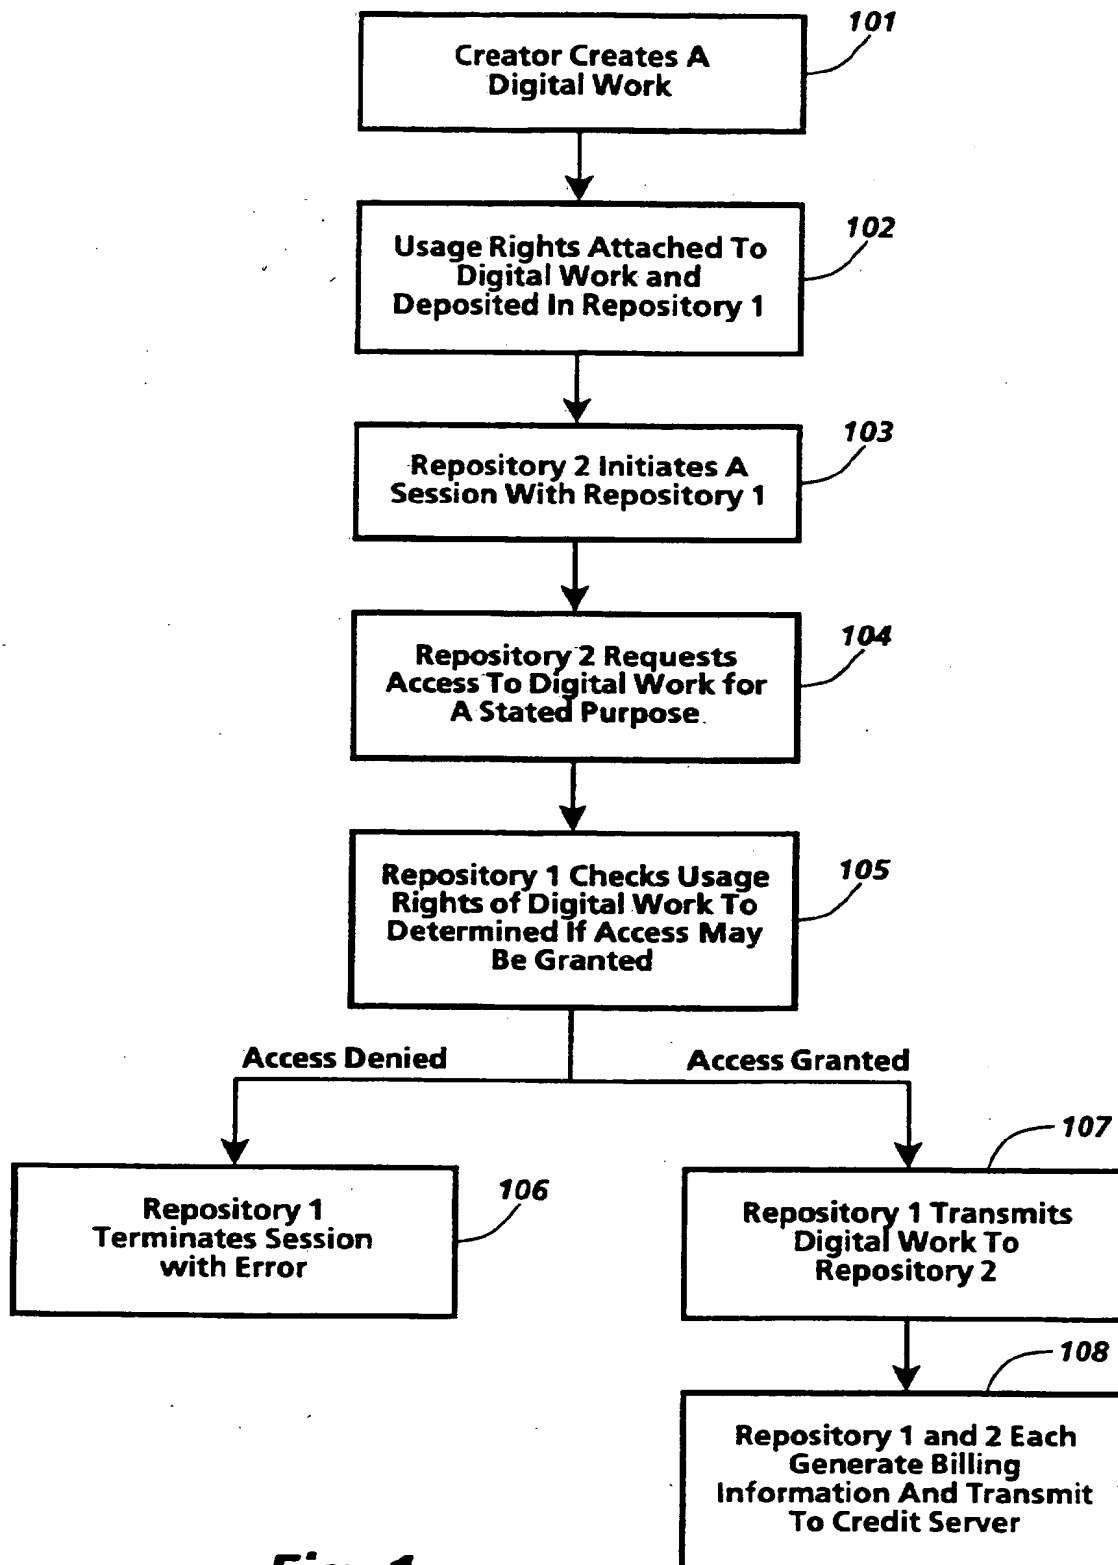 101
Creator Creates A
Digital Work
102
Usage Rights Attached To
Digital Work and
Deposited In Repository 1
103
Repository 2 Initiates A
Session With Repository 1
104
Repository 2 Requests
Access To Digital Work for
A Stated Purpose
105
Repository 1 Checks Usage
Rights of Digital Work To
Determined If Access May
Be Granted
Access Denied
Access Granted
106
Repository 1
Terminates Session
with Error
107
Repository 1 Transmits
Digital Work To
Repository 2
108
Repository 1 and 2 Each
Generate Billing
Information And Transmit
To Credit Server
Fig. 1